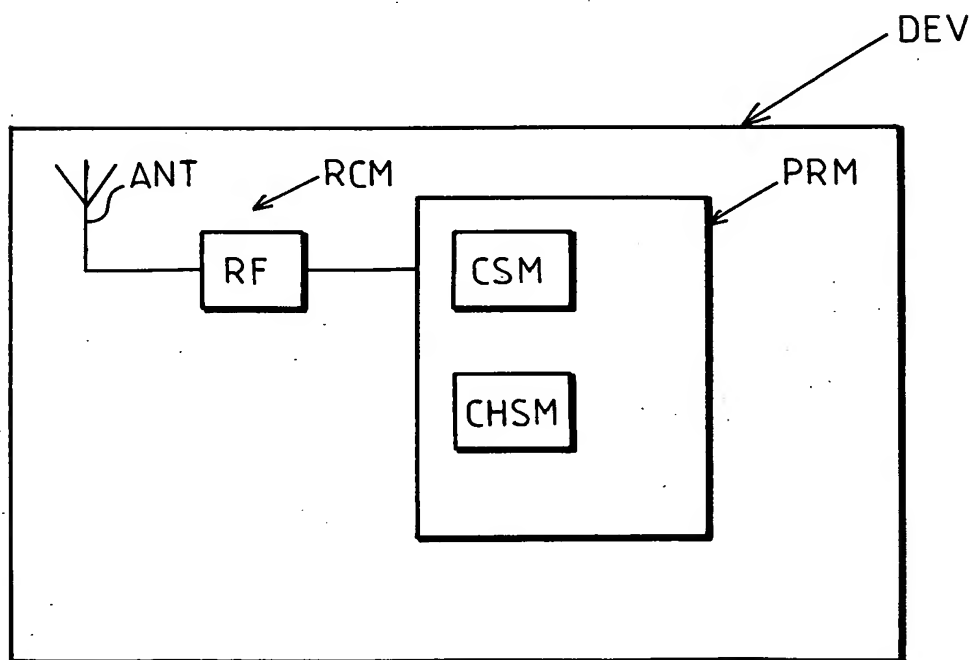 DEV
ANT
RCM
PRM
RF
CSM
CHSM